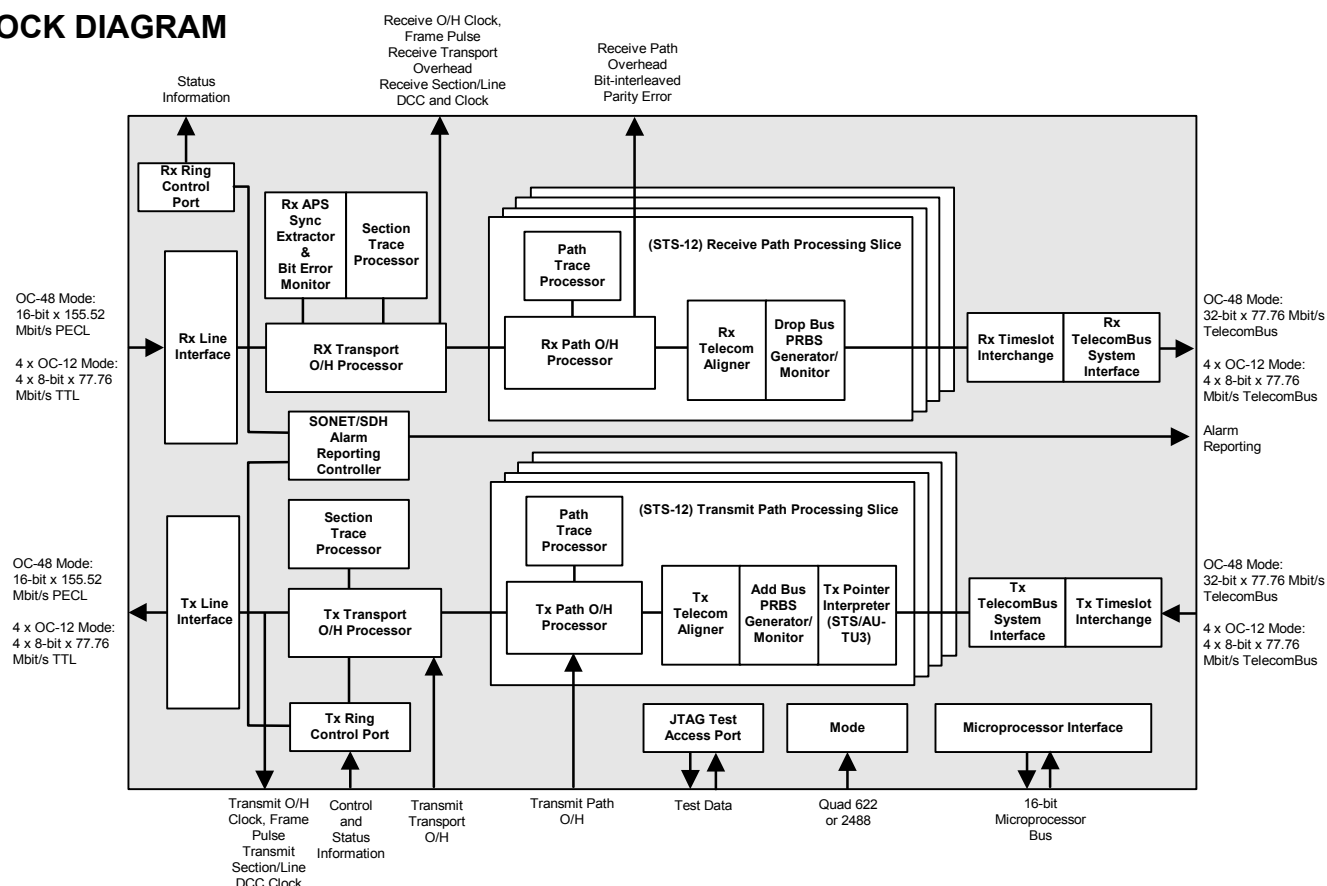 OCK DIAGRAM
Receive O/H Clock,
Frame Pulse
Receive Transport
Overhead
Receive Section/Line
DCC and Clock
Receive Path
Overhead
Bit-interleaved
Parity Error
Status
Information
Rx Ring
Control
Port
Rx APS
Sync
Extractor
&
Bit Error
Monitor
Section
Trace
Processor
(STS-12) Receive Path Processing Slice
Path
Trace
Processor
OC-48 Mode:
16-bit x 155.52
Mbit/s PECL
4 x OC-12 Mode:
4 x 8-bit x 77.76
Mbit/s TTL
Rx Line
Interface
RX Transport
O/H Processor
Rx Path O/H
Processor
Rx
Telecom
Aligner
Drop Bus
PRBS
Generator/
Monitor
Rx Timeslot
Interchange
Rx
TelecomBus
System
Interface
OC-48 Mode:
32-bit x 77.76 Mbit/s
TelecomBus
4 x OC-12 Mode:
4 x 8-bit x 77.76
Mbit/s TelecomBus
SONET/SDH
Alarm
Reporting
Controller
Alarm
Reporting
Section
Trace
Processor
(STS-12) Transmit Path Processing Slice
Path
Trace
Processor
OC-48 Mode:
16-bit x 155.52
Mbit/s PECL
4 x OC-12 Mode:
4 x 8-bit x 77.76
Mbit/s TTL
Tx Line
Interface
Tx Transport
O/H Processor
Tx Path O/H
Processor
Tx
Telecom
Aligner
Add Bus
PRBS
Generator/
Monitor
Tx Pointer
Interpreter
(STS/AU-
TU3)
Tx
TelecomBus
System
Interface
Tx Timeslot
Interchange
OC-48 Mode:
32-bit x 77.76 Mbit/s
TelecomBus
4 x OC-12 Mode:
4 x 8-bit x 77.76
Mbit/s TelecomBus
Tx Ring
Control Port
JTAG Test
Access Port
Mode
Microprocessor Interface
Transmit O/H
Clock, Frame
Pulse
Transmit
Section/Line
DCC Clock
Control
and
Status
Information
Transmit
Transport
O/H
Transmit Path
O/H
Test Data
Quad 622
or 2488
16-bit
Microprocessor
Bus